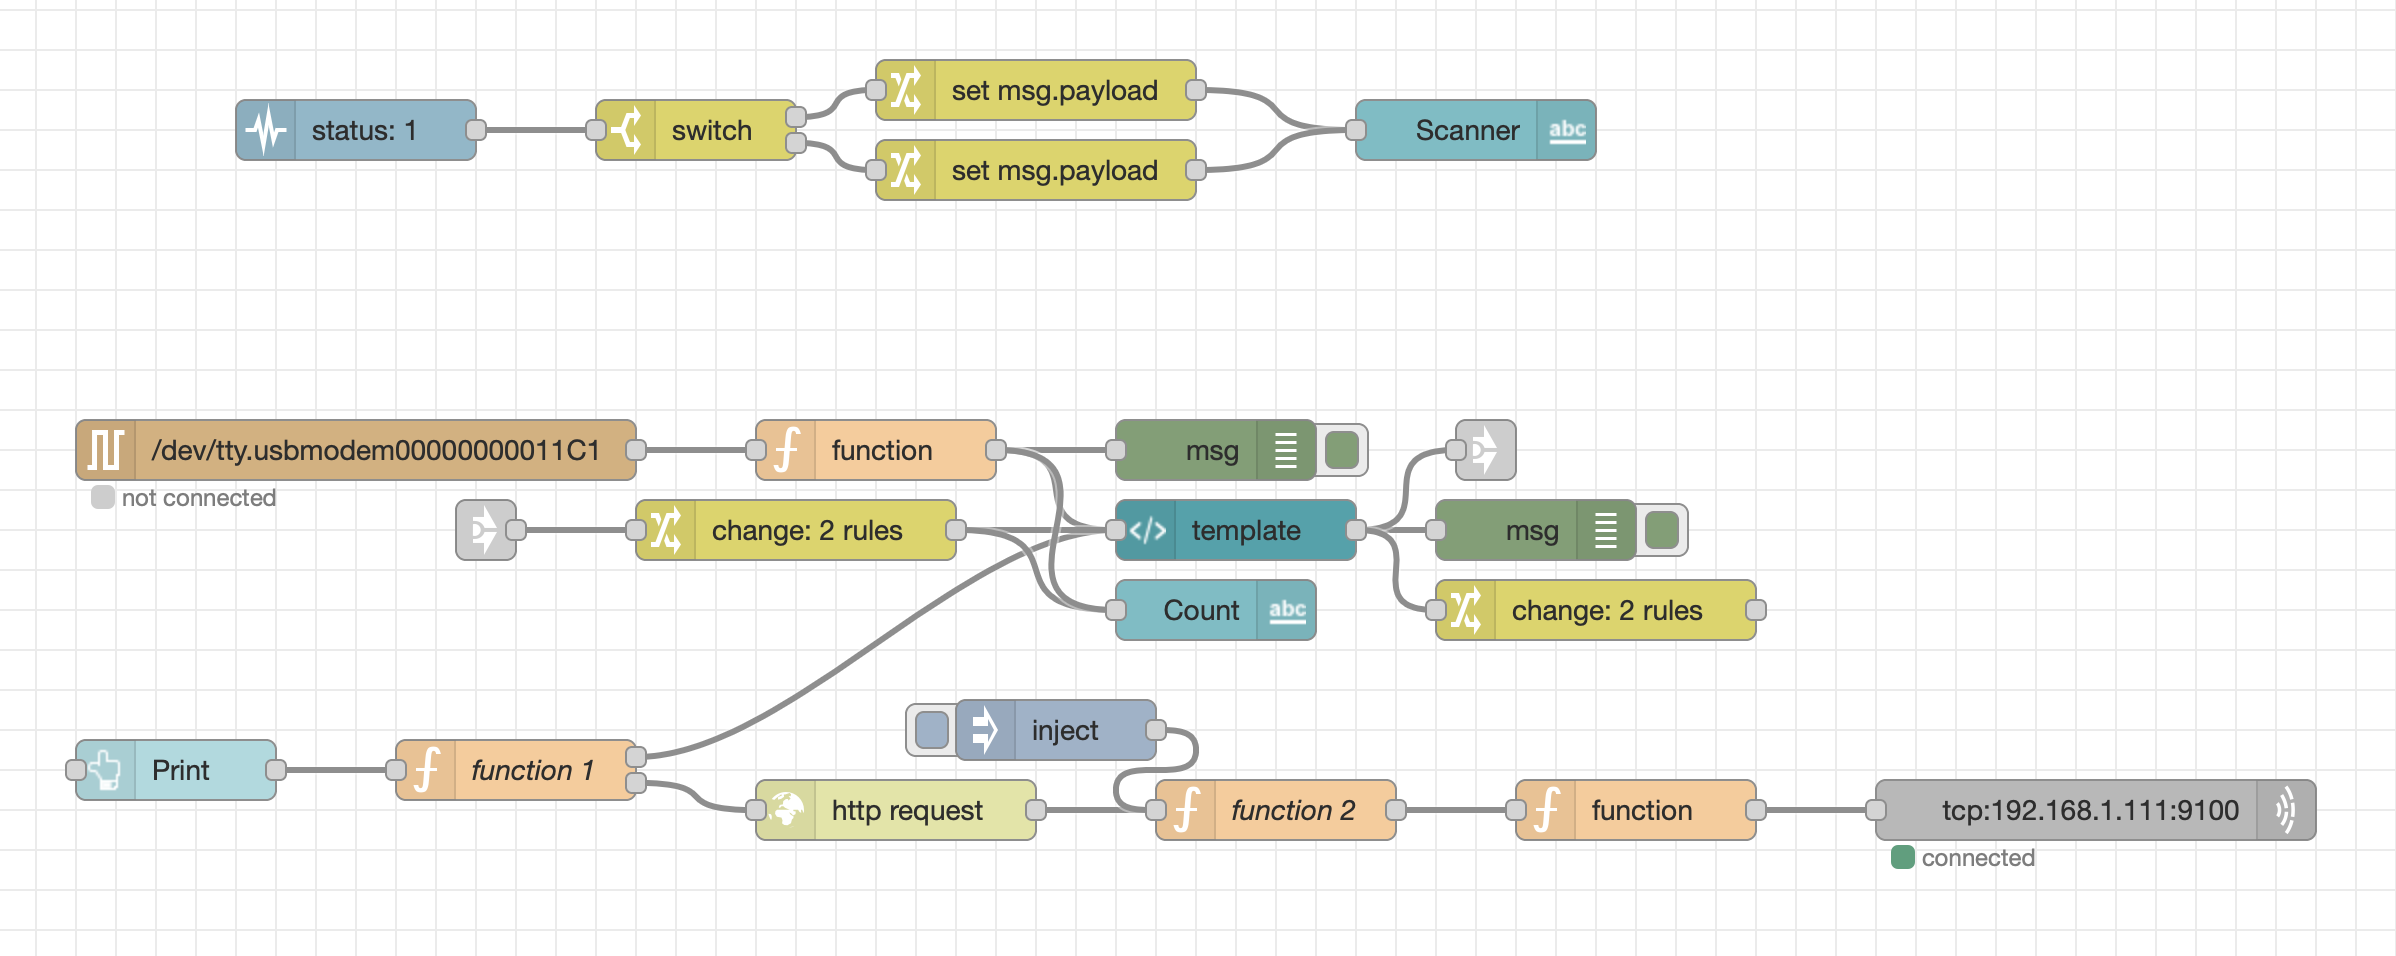 set msg.payload
status: 1
switch
Scanner
abc
set msg.payload
/dev/tty.usbmodem00000000011C1
function
msg
not connected
change: 2 rules
</> template
msg
Count
abc
change: 2 rules
inject
Print
function 1
http request
function 2
function
tcp:192.168.1.111:9100
connected